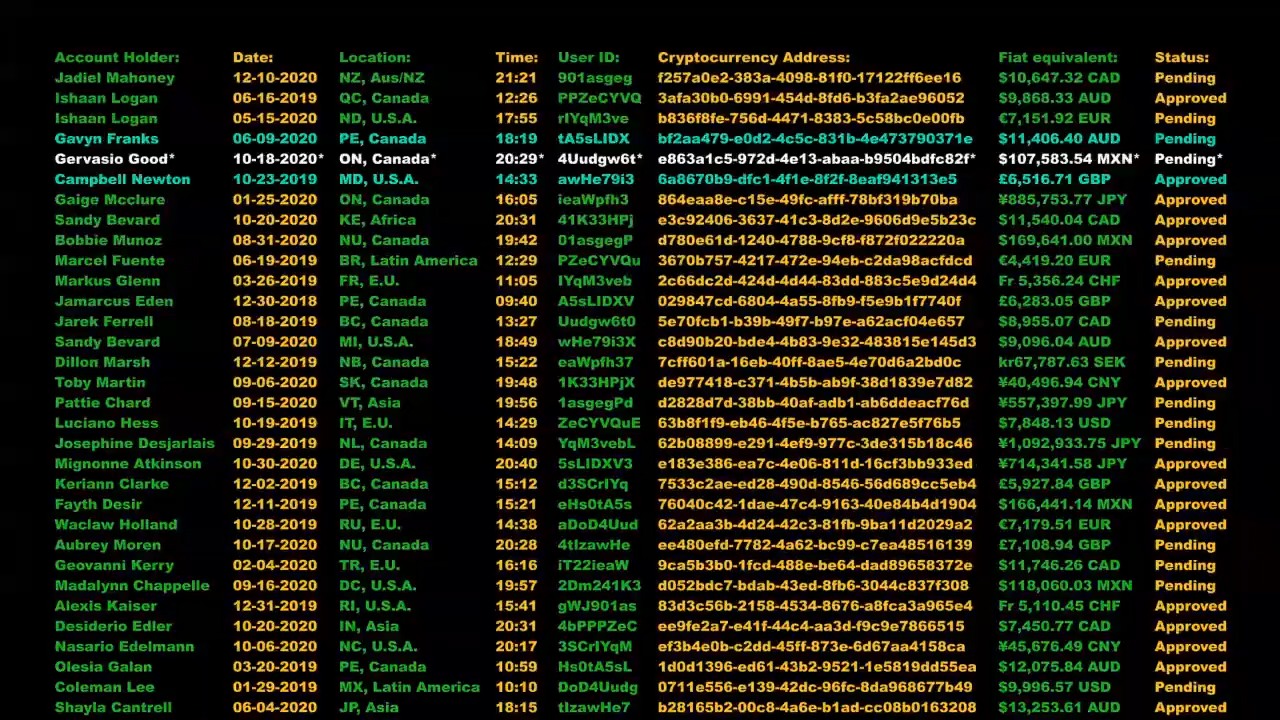 Account Holder: Date: Location: Time: User ID: Cryptocurrency Address: Fiat equivalent: Status:
Jadiel Mahoney 12-10-2020 NZ, Aus/NZ 21:21 901asgeg f257a0e2-383a-4098-81f0-17122ff6ee16 $10,647.32 CAD Pending
Ishaan Logan 06-16-2019 QC, Canada 12:26 PPZeCYVQ 3afa30b0-6991-454d-8fd6-b3fa2ae96052 $9,868.33 AUD Approved
Ishaan Logan 05-15-2020 ND, U.S.A. 17:55 rIYqM3ve b836f8fe-756d-4471-8383-5c58bc0e00fb €7,151.92 EUR Pending
Gavyn Franks 06-09-2020 PE, Canada 18:19 tA5sLIDX bf2aa479-e0d2-4c5c-831b-4e473790371e $11,406.40 AUD Pending
Gervasio Good* 10-18-2020* ON, Canada* 20:29* 4Uudgw6t* e863a1c5-972d-4e13-abaa-b9504bdfc82f* $107,583.54 MXN* Pending*
Campbell Newton 10-23-2019 MD, U.S.A. 14:33 awHe79i3 6a8670b9-dfc1-4f1e-8f2f-8eaf941313e5 £6,516.71 GBP Approved
Gaige Mcclure 01-25-2020 ON, Canada 16:05 ieaWpfh3 864eaa8e-c15e-49fc-afff-78bf319b70ba ¥885,753.77 JPY Approved
Sandy Bevard 10-20-2020 KE, Africa 20:31 41K33HPj e3c92406-3637-41c3-8d2e-9606d9e5b23c $11,540.04 CAD Approved
Bobbie Munoz 08-31-2020 NU, Canada 19:42 01asgegP d780e61d-1240-4788-9cf8-f872f022220a $169,641.00 MXN Approved
Marcel Fuente 06-19-2019 BR, Latin America 12:29 PZeCYVQu 3670b757-4217-472e-94eb-c2da98acfdcd €4,419.20 EUR Pending
Markus Glenn 03-26-2019 FR, E.U. 11:05 IYqM3veb 2c66dc2d-424d-4d44-83dd-883c5e9d24d4 Fr 5,356.24 CHF Approved
Jamarcus Eden 12-30-2018 PE, Canada 09:40 A5sLIDXV 029847cd-6804-4a55-8fb9-f5e9b1f7740f £6,283.05 GBP Approved
Jarek Ferrell 08-18-2019 BC, Canada 13:27 Uudgw6t0 5e70fcb1-b39b-49f7-b97e-a62acf04e657 $8,955.07 CAD Pending
Sandy Bevard 07-09-2020 MI, U.S.A. 18:49 wHe79i3X c8d90b20-bde4-4b83-9e32-483815e145d3 $9,096.04 AUD Approved
Dillon Marsh 12-12-2019 NB, Canada 15:22 eaWpfh37 7cff601a-16eb-40ff-8ae5-4e70d6a2bd0c kr67,787.63 SEK Pending
Toby Martin 09-06-2020 SK, Canada 19:48 1K33HPjX de977418-c371-4b5b-ab9f-38d1839e7d82 ¥40,496.94 CNY Approved
Pattie Chard 09-15-2020 VT, Asia 19:56 1asgegPd d2828d7d-38bb-40af-adb1-ab6ddeacf76d ¥557,397.99 JPY Pending
Luciano Hess 10-19-2019 IT, E.U. 14:29 ZeCYVQuE 63b8f1f9-eb46-4f5e-b765-ac827e5f76b5 $7,848.13 USD Pending
Josephine Desjarlais 09-29-2019 NL, Canada 14:09 YqM3vebL 62b08899-e291-4ef9-977c-3de315b18c46 ¥1,092,933.75 JPY Pending
Mignonne Atkinson 10-30-2020 DE, U.S.A. 20:40 5sLIDXV3 e183e386-ea7c-4e06-811d-16cf3bb933ed ¥714,341.58 JPY Approved
Keriann Clarke 12-02-2019 BC, Canada 15:12 d3SCrIYq 7533c2ae-ed28-490d-8546-56d689cc5eb4 £5,927.84 GBP Approved
Fayth Desir 12-11-2019 PE, Canada 15:21 eHs0tA5s 76040c42-1dae-47c4-9163-40e84b4d1904 $166,441.14 MXN Approved
Waclaw Holland 10-28-2019 RU, E.U. 14:38 aDoD4Uud 62a2aa3b-4d24-42c3-81fb-9ba11d2029a2 €7,179.51 EUR Approved
Aubrey Moren 10-17-2020 NU, Canada 20:28 4tIzawHe ee480efd-7782-4a62-bc99-c7ea48516139 £7,108.94 GBP Pending
Geovanni Kerry 02-04-2020 TR, E.U. 16:16 iT22ieaW 9ca5b3b0-1fcd-488e-be64-dad89658372e $11,746.26 CAD Pending
Madalynn Chappelle 09-16-2020 DC, U.S.A. 19:57 2Dm241K3 d052bdc7-bdab-43ed-8fb6-3044c837f308 $118,060.03 MXN Pending
Alexis Kaiser 12-31-2019 RI, U.S.A. 15:41 gWJ901as 83d3c56b-2158-4534-8676-a8fca3a965e4 Fr 5,110.45 CHF Approved
Desiderio Edler 10-20-2020 IN, Asia 20:31 4bPPPZeC ee9fe2a7-e41f-44c4-aa3d-f9c9e7866515 $7,450.77 CAD Approved
Nasario Edelmann 10-06-2020 NC, U.S.A. 20:17 3SCrIYqM ef3b4e0b-c2dd-45ff-873e-6d67aa4158ca ¥45,676.49 CNY Approved
Olesia Galan 03-20-2019 PE, Canada 10:59 Hs0tA5sL 1d0d1396-ed61-43b2-9521-1e5819dd55ea $12,075.84 AUD Pending
Coleman Lee 01-29-2019 MX, Latin America 10:10 DoD4Uudg 0711e556-e139-42dc-96fc-8da968677b49 $9,996.57 USD Pending
Shayla Cantrell 06-04-2020 JP, Asia 18:15 tIzawHe7 b28165b2-00c8-4a6e-b1ad-cc08b0163208 $13,253.61 AUD Approved